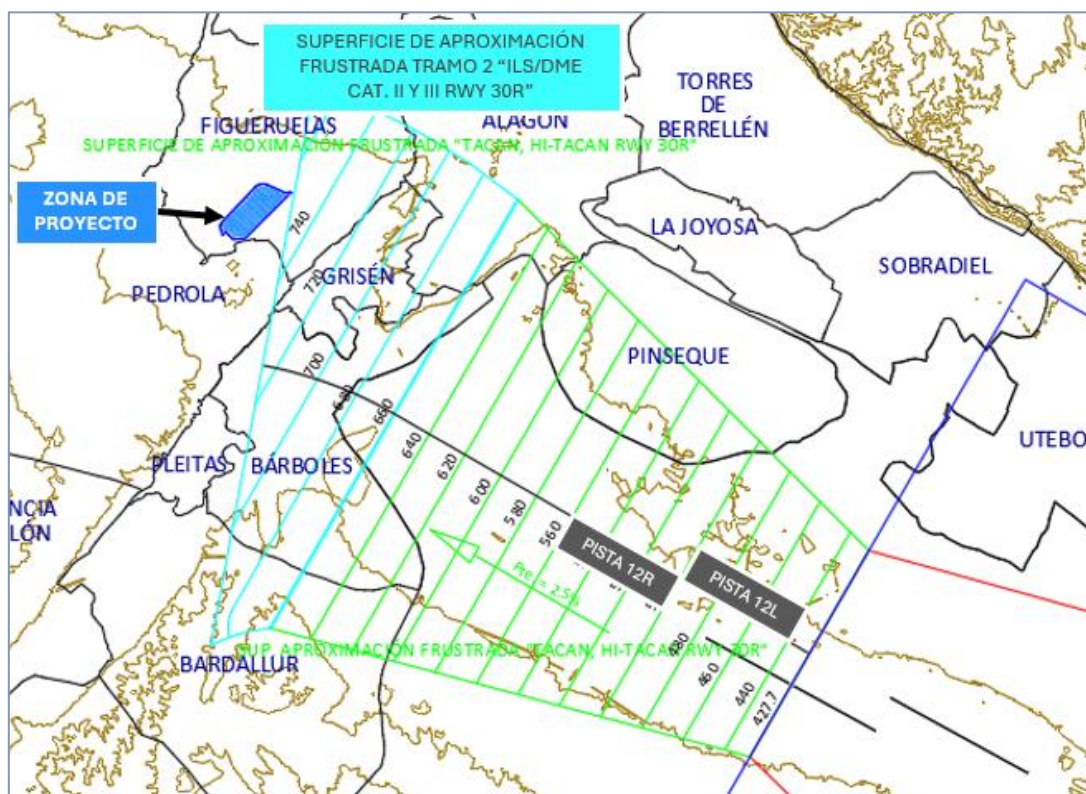 SUPERFICIE DE APROXIMACIÓN
FRUSTRADA TRAMO 2 “ILS/DME
CAT. II Y III RWY 30R”
TORRES
DE
BERRELLÉN
FIGUERUELAS
ALAGÓN
SUPERFICIE DE APROXIMACIÓN FRUSTRADA "TACAN, HI-TACAN RWY 30R"
ZONA DE
PROYECTO
LA JOYOSA
740
SOBRADIEL
720
GRISÉN
PEDROLA
PINSEQUE
700
680
660
640
UTEBO
620
PLEITAS
BÁRBOLES
600
580
NCIA
LÓN
560
PISTA 12R
PISTA 12L
480
SUP. APROXIMACIÓN FRUSTRADA "TACAN, HI-TACAN RWY 30R"
BARDALLUR
460
440
427.7